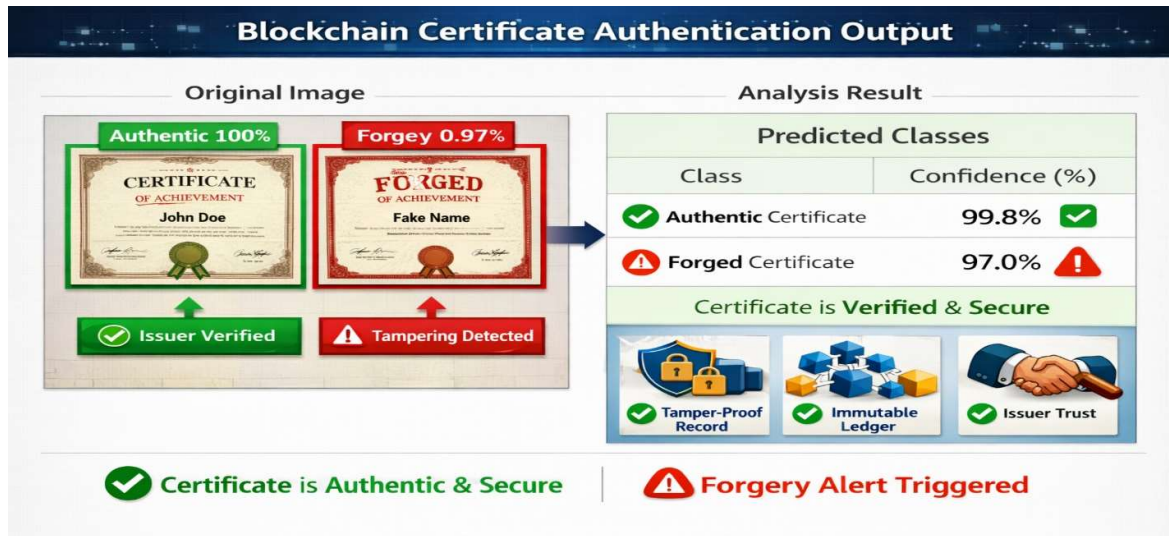 Blockchain Certificate Authentication Output
Original Image
Authentic 100%
Forgey 0.97%
CERTIFICATE
OF ACHIEVEMENT
John Doe
FORGED
OF ACHIEVEMENT
Fake Name
Issuer Verified
Tampering Detected
Analysis Result
Predicted Classes
Class Confidence (%)
Authentic Certificate 99.8%
Forged Certificate 97.0%
Certificate is Verified & Secure
Tamper-Proof
Record
Immutable
Ledger
Issuer Trust
Certificate is Authentic & Secure
Forgery Alert Triggered